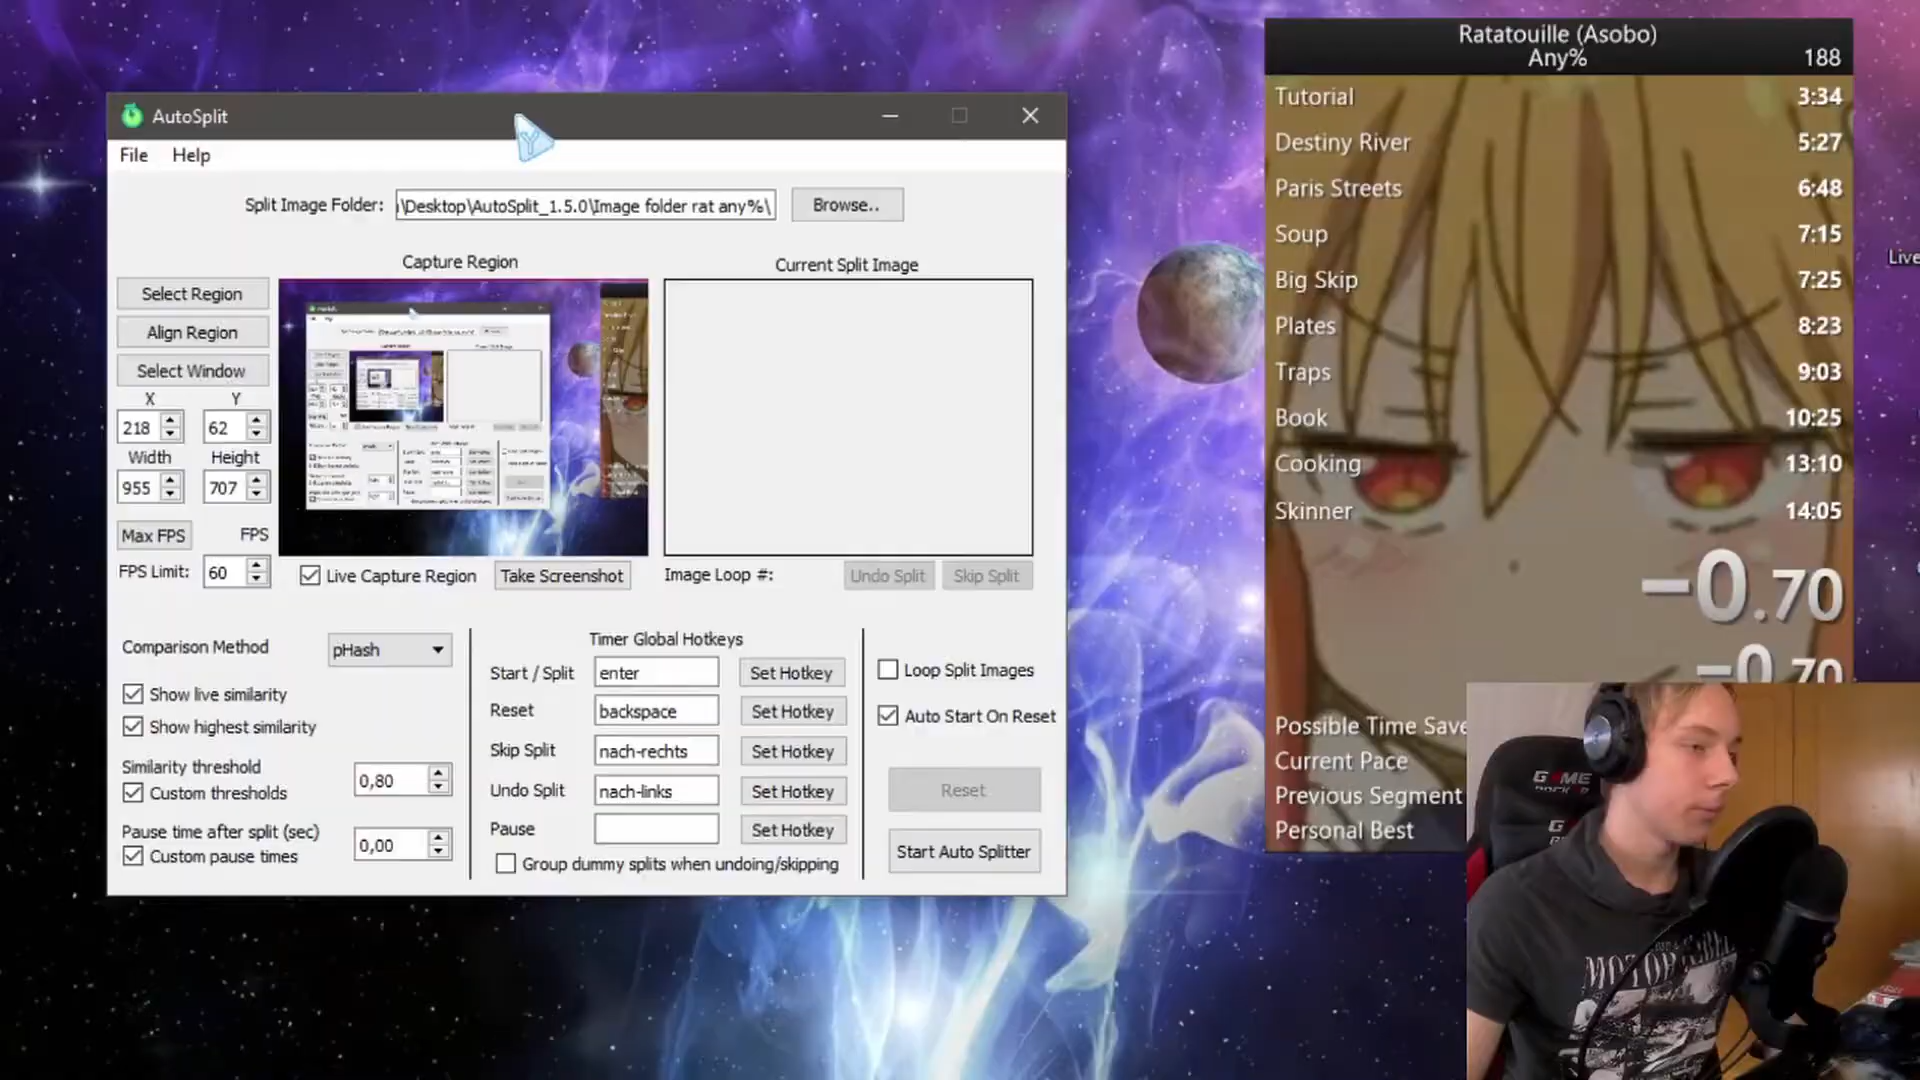 AutoSplit
File Help
Split Image Folder: \Desktop\AutoSplit_1.5.0\Image folder rat any%\ Browse..
Capture Region
Current Split Image
Select Region
Align Region
Select Window
X Y
218 62
Width Height
955 707
Max FPS FPS
FPS Limit: 60
Live Capture Region Take Screenshot
Image Loop #: Undo Split Skip Split
Comparison Method pHash
Show live similarity
Show highest similarity
Similarity threshold 0,80
Custom thresholds
Pause time after split (sec) 0,00
Custom pause times
Timer Global Hotkeys
Start / Split enter Set Hotkey
Reset backspace Set Hotkey
Skip Split nach-rechts Set Hotkey
Undo Split nach-links Set Hotkey
Pause Set Hotkey
Group dummy splits when undoing/skipping
Loop Split Images
Auto Start On Reset
Reset
Start Auto Splitter
Ratatouille (Asobo)
Any% 188
Tutorial 3:34
Destiny River 5:27
Paris Streets 6:48
Soup 7:15
Big Skip 7:25
Plates 8:23
Traps 9:03
Book 10:25
Cooking 13:10
Skinner 14:05
−0.70
−0.70
Possible Time Save
Current Pace
Previous Segment
Personal Best
Live
GAME
MOTOR